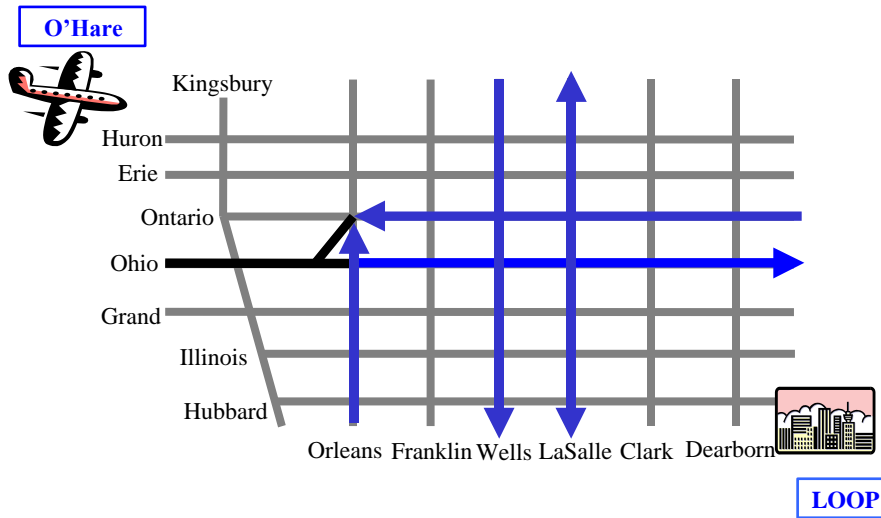 O’Hare
Kingsbury
Huron
Erie
Ontario
Ohio
Grand
Illinois
Hubbard
Orleans Franklin Wells LaSalle Clark Dearborn
LOOP